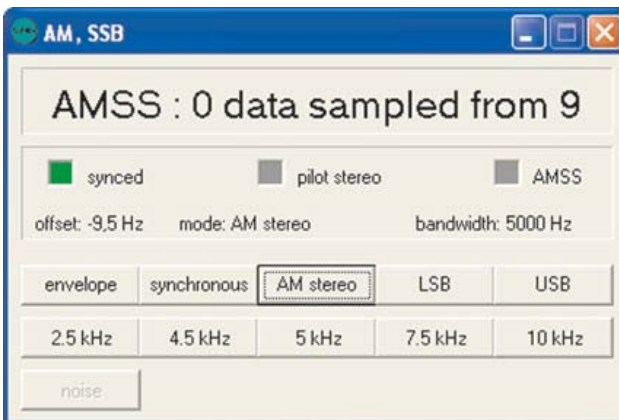 AM, SSB
AMSS : 0 data sampled from 9
synced pilot stereo AMSS
offset: -9,5 Hz mode: AM stereo bandwidth: 5000 Hz
envelope synchronous AM stereo LSB USB
2.5 kHz 4.5 kHz 5 kHz 7.5 kHz 10 kHz
noise